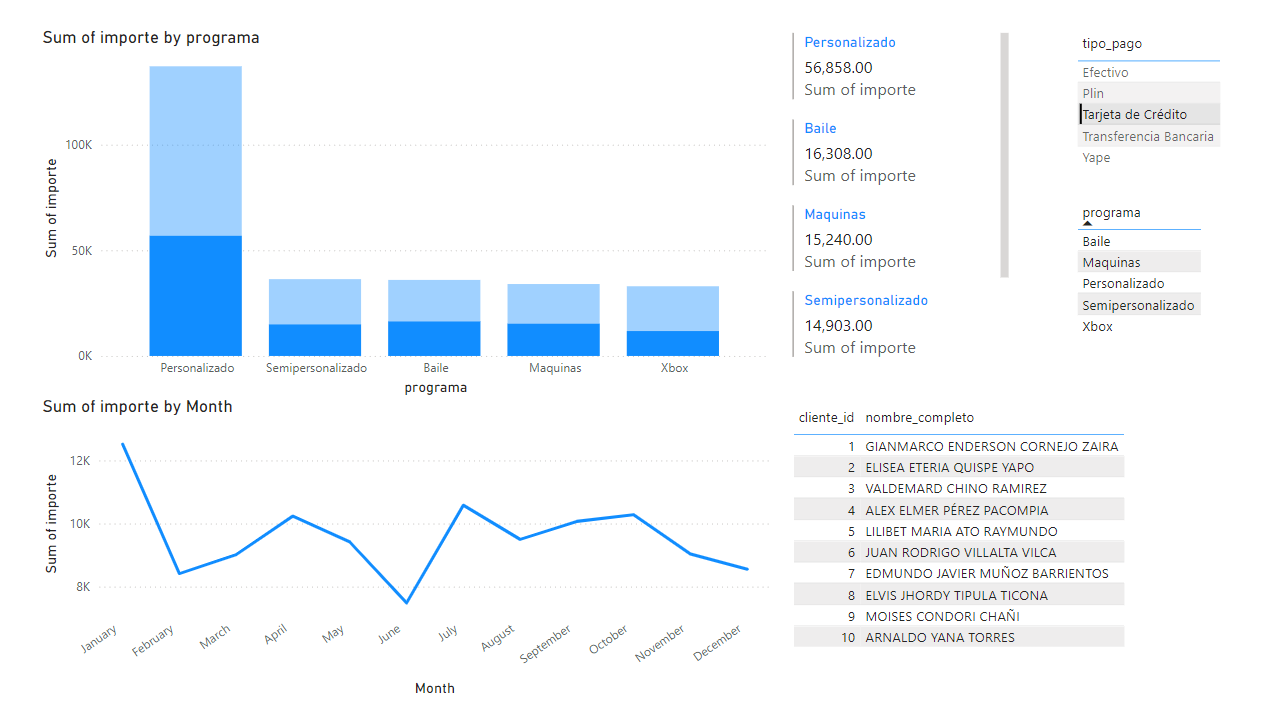 Sum of importe by programa
Sum of importe
100K
50K
0K
Personalizado Semipersonalizado Baile Maquinas Xbox
programa
Personalizado
56,858.00
Sum of importe
Baile
16,308.00
Sum of importe
Maquinas
15,240.00
Sum of importe
Semipersonalizado
14,903.00
Sum of importe
tipo_pago
Efectivo
Plin
Tarjeta de Crédito
Transferencia Bancaria
Yape
programa
Baile
Maquinas
Personalizado
Semipersonalizado
Xbox
Sum of importe by Month
Sum of importe
12K
10K
8K
January February March April May June July August September October November December
Month
cliente_id nombre_completo
1 GIANMARCO ENDERSON CORNEJO ZAIRA
2 ELISEA ETERIA QUISPE YAPO
3 VALDEMARD CHINO RAMIREZ
4 ALEX ELMER PÉREZ PACOMPIA
5 LILIBET MARIA ATO RAYMUNDO
6 JUAN RODRIGO VILLALTA VILCA
7 EDMUNDO JAVIER MUÑOZ BARRIENTOS
8 ELVIS JHORDY TIPULA TICONA
9 MOISES CONDORI CHAÑI
10 ARNALDO YANA TORRES